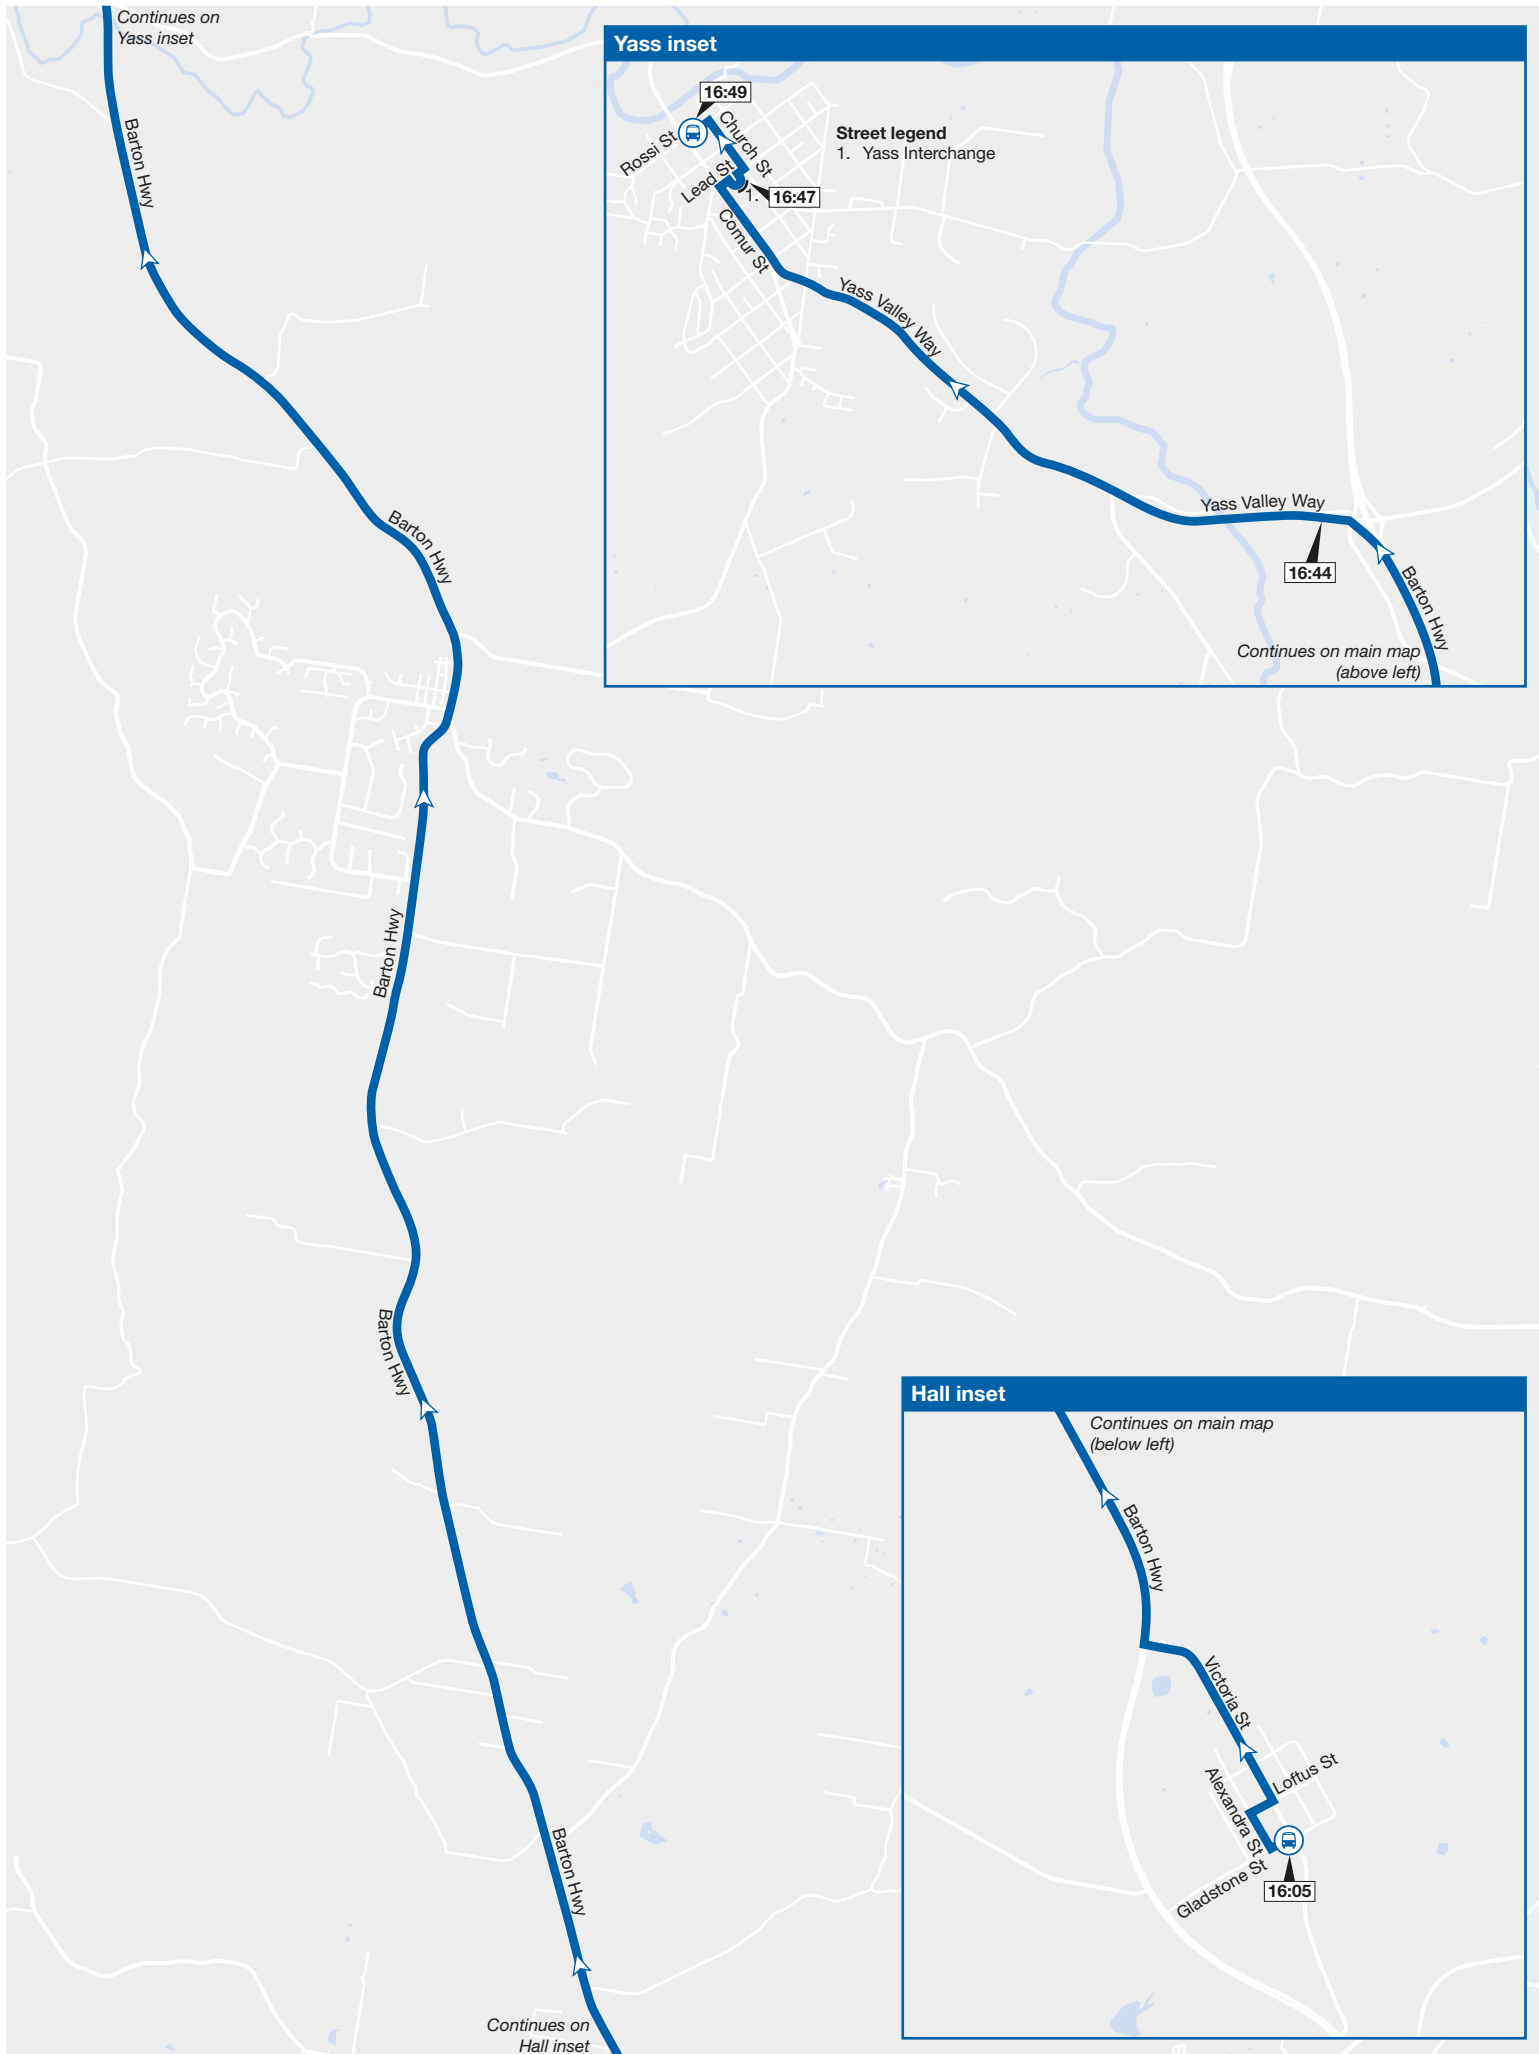 Continues on
Yass inset
Barton Hwy
Yass inset
16:49
Church St
Rossi St
Street legend
1. Yass Interchange
Lead St
1.
16:47
Comur St
Yass Valley Way
Yass Valley Way
16:44
Barton Hwy
Continues on main map
(above left)
Barton Hwy
Barton Hwy
Barton Hwy
Hall inset
Continues on main map
(below left)
Barton Hwy
Victoria St
Loftus St
Alexandra St
Gladstone St
16:05
Barton Hwy
Continues on
Hall inset